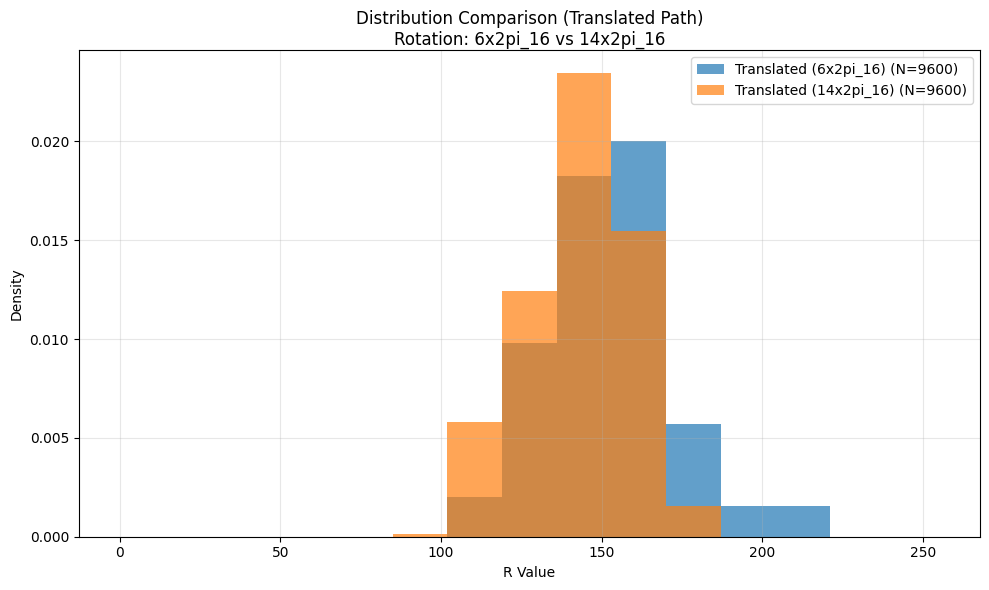 Distribution Comparison (Translated Path)
Rotation: 6x2pi_16 vs 14x2pi_16
Translated (6x2pi_16) (N=9600)
Translated (14x2pi_16) (N=9600)
0.020
0.015
0.010
0.005
0.000
Density
0 50 100 150 200 250
R Value